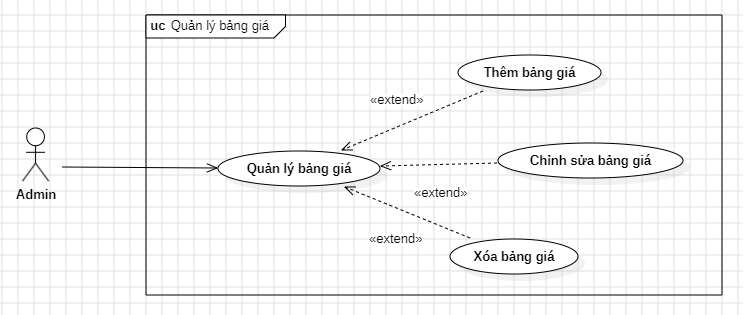 uc Quản lý bảng giá
Thêm bảng giá
«extend»
Chỉnh sửa bảng giá
Quản lý bảng giá
Admin
«extend»
«extend»
Xóa bảng giá